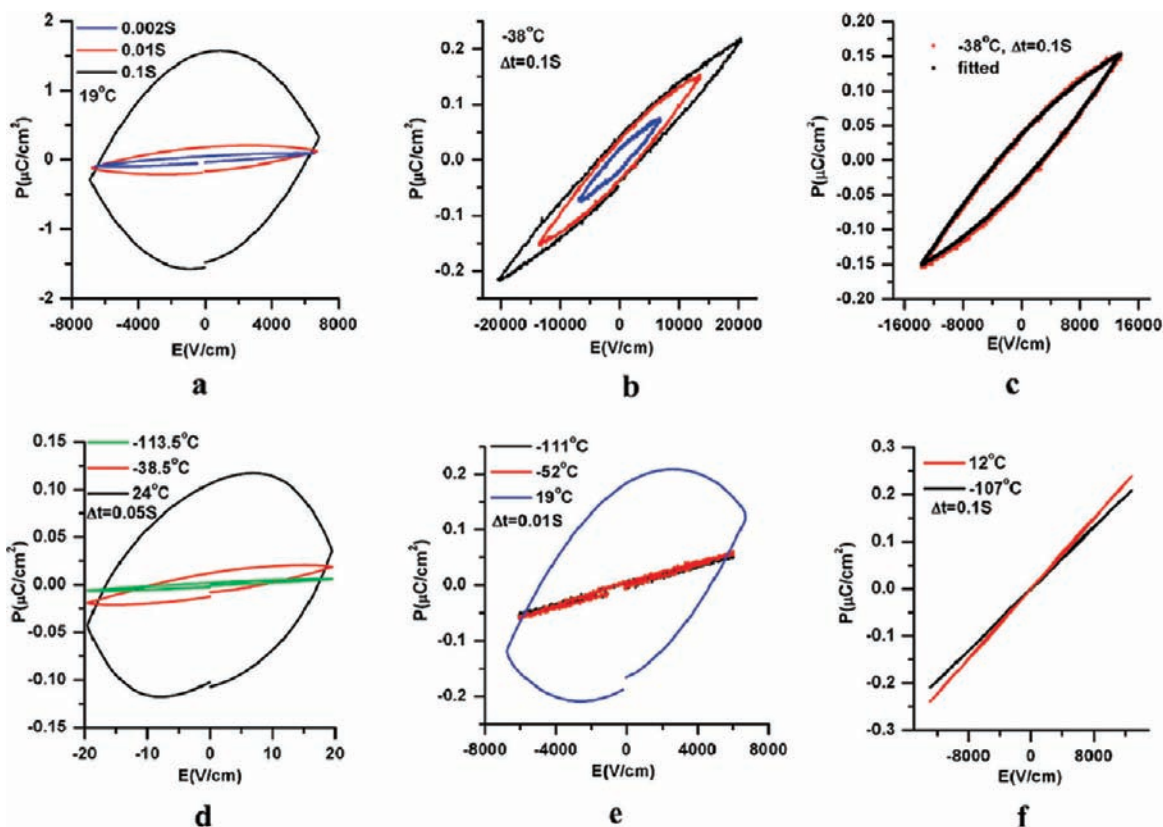 0.002S
0.01S
0.1S
19°C
2
1
0
-1
-2
P(μC/cm²)
-8000 -4000 0 4000 8000
E(V/cm)
a
-38°C
Δt=0.1S
0.2
0.1
0.0
-0.1
-0.2
P(μC/cm²)
-20000 -10000 0 10000 20000
E(V/cm)
b
-38°C, Δt=0.1S
fitted
0.20
0.15
0.10
0.05
0.00
-0.05
-0.10
-0.15
-0.20
P(μC/cm²)
-16000 -8000 0 8000 16000
E(V/cm)
c
-113.5°C
-38.5°C
24°C
Δt=0.05S
0.15
0.10
0.05
0.00
-0.05
-0.10
-0.15
P(μC/cm²)
-20 -10 0 10 20
E(V/cm)
d
-111°C
-52°C
19°C
Δt=0.01S
0.2
0.1
0.0
-0.1
-0.2
P(μC/cm²)
-8000 -4000 0 4000 8000
E(V/cm)
e
12°C
-107°C
Δt=0.1S
0.3
0.2
0.1
0.0
-0.1
-0.2
-0.3
P(μC/cm²)
-8000 0 8000
E(V/cm)
f